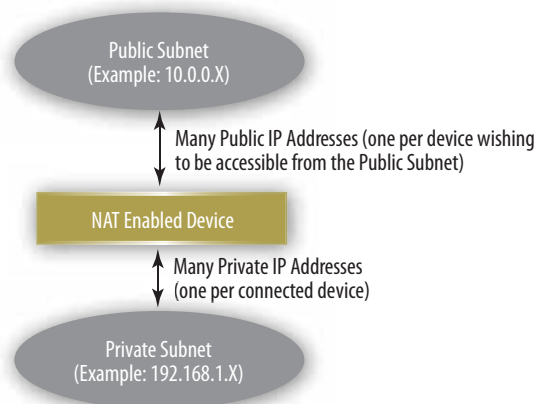 Public Subnet
(Example: 10.0.0.X)
Many Public IP Addresses (one per device wishing
to be accessible from the Public Subnet)
NAT Enabled Device
Many Private IP Addresses
(one per connected device)
Private Subnet
(Example: 192.168.1.X)